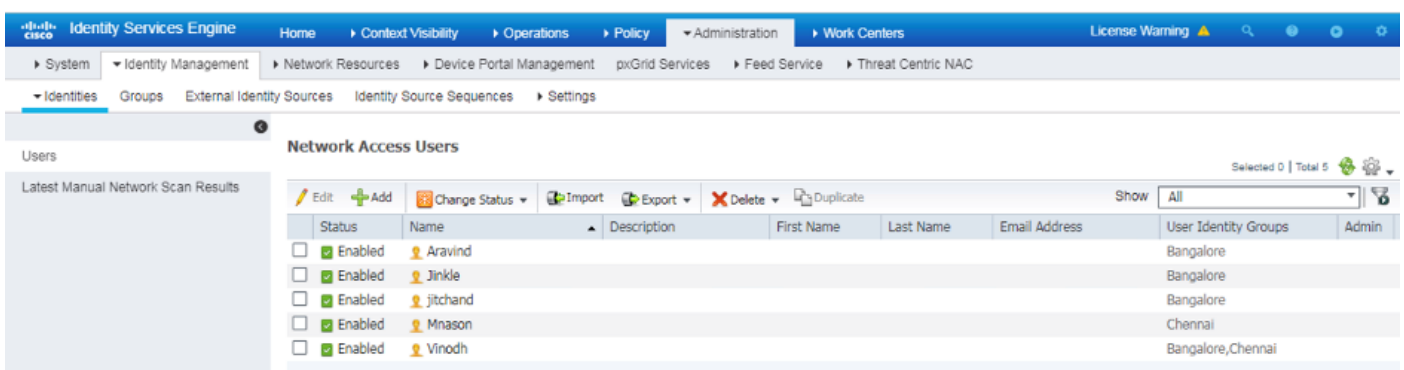 cisco Identity Services Engine Home Context Visibility Operations Policy Administration Work Centers License Warning
System Identity Management Network Resources Device Portal Management pxGrid Services Feed Service Threat Centric NAC
Identities Groups External Identity Sources Identity Source Sequences Settings
Users
Latest Manual Network Scan Results
Network Access Users
Selected 0 | Total 5
Edit Add Change Status Import Export Delete Duplicate Show All
Status Name Description First Name Last Name Email Address User Identity Groups Admin
Enabled Aravind Bangalore
Enabled Jinkle Bangalore
Enabled jitchand Bangalore
Enabled Mnason Chennai
Enabled Vinodh Bangalore,Chennai